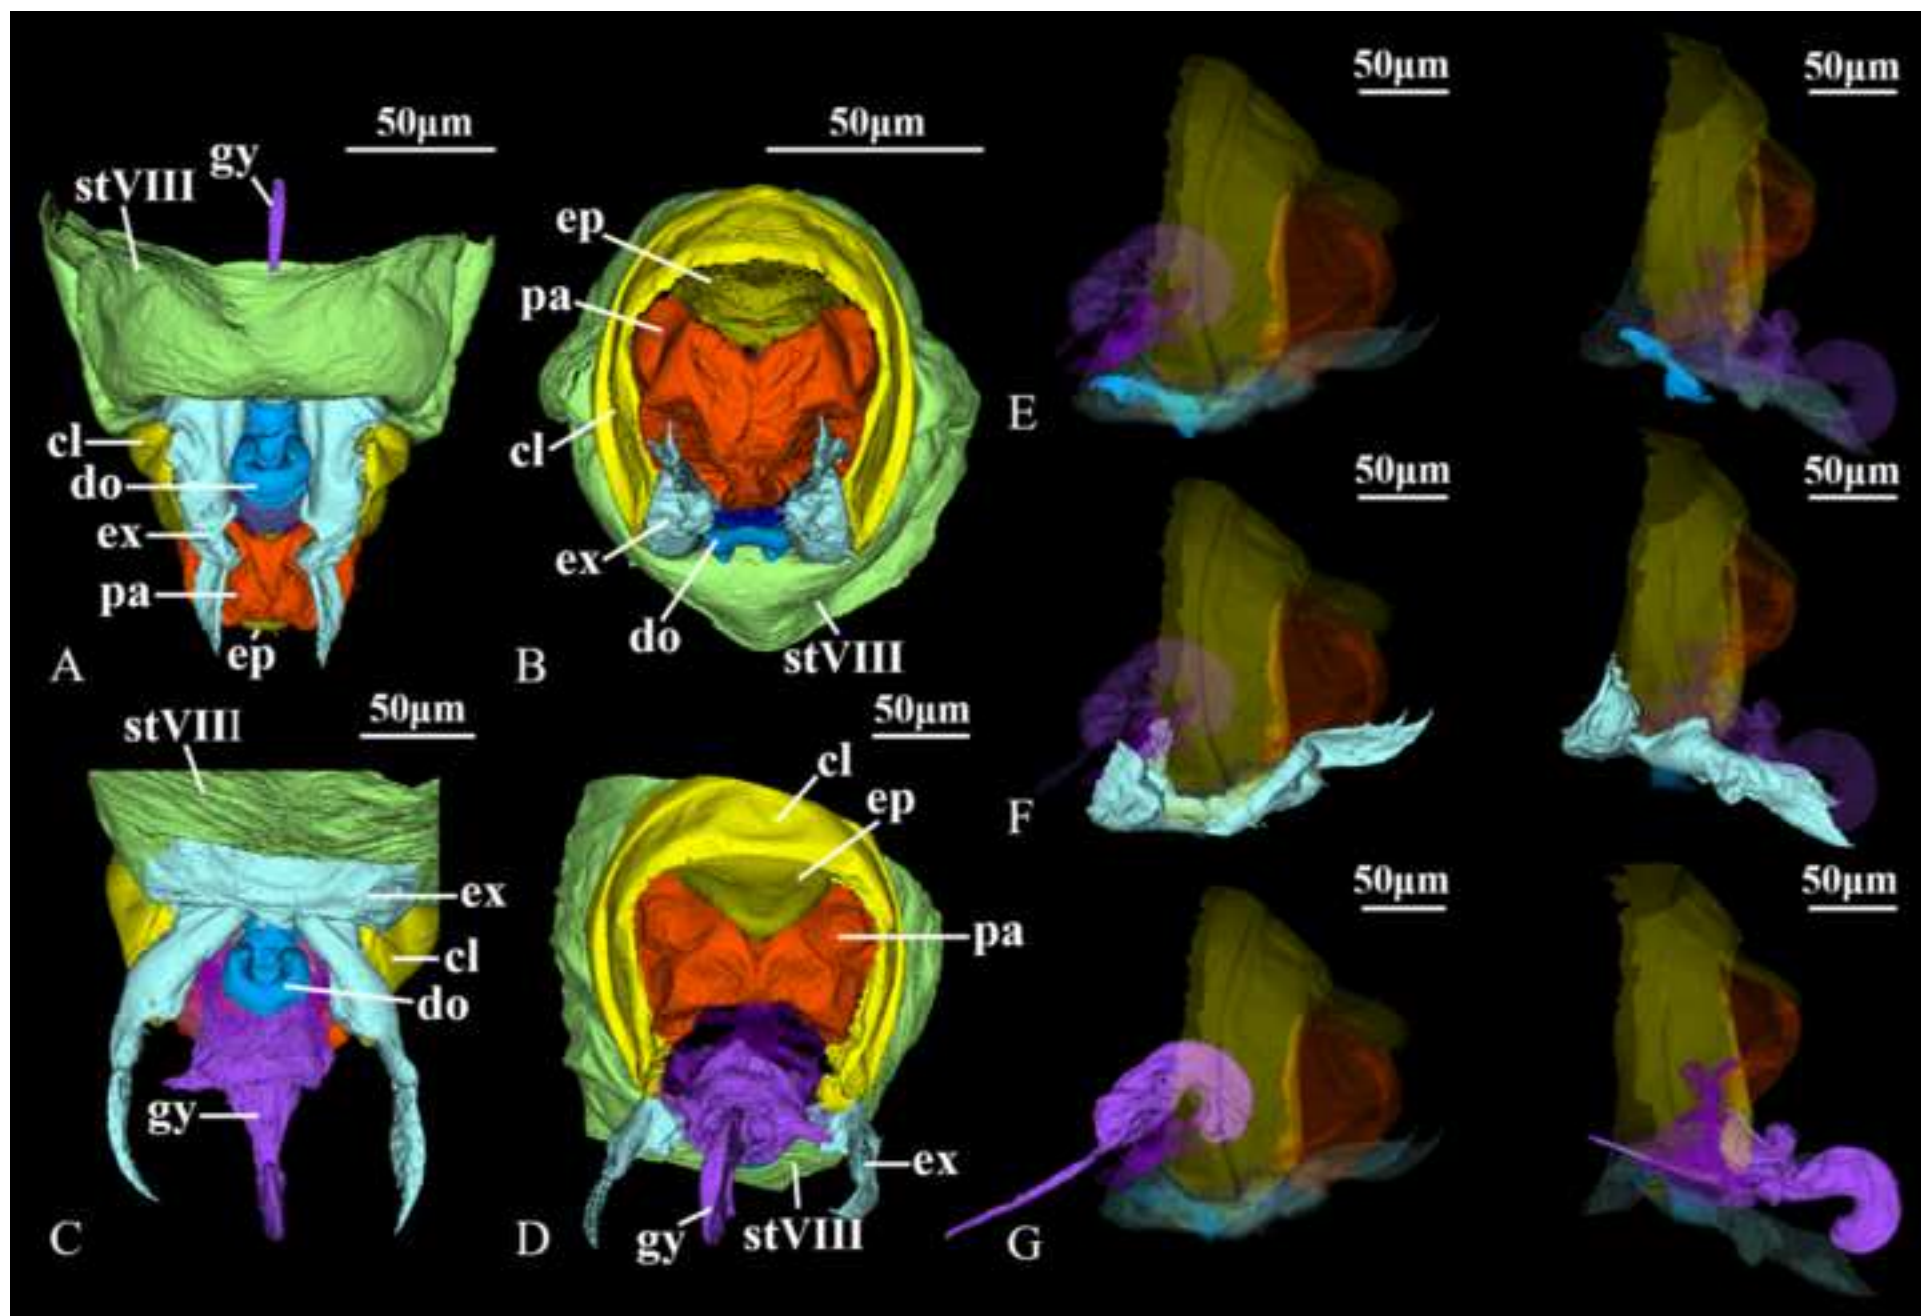 50μm
gy
stVIII
cl
do
ex
pa
ep
A
50μm
ep
pa
cl
ex
do
stVIII
B
50μm
stVIII
ex
cl
do
gy
C
50μm
cl
ep
pa
ex
gy
stVIII
D
50μm
50μm
E
50μm
50μm
F
50μm
50μm
G